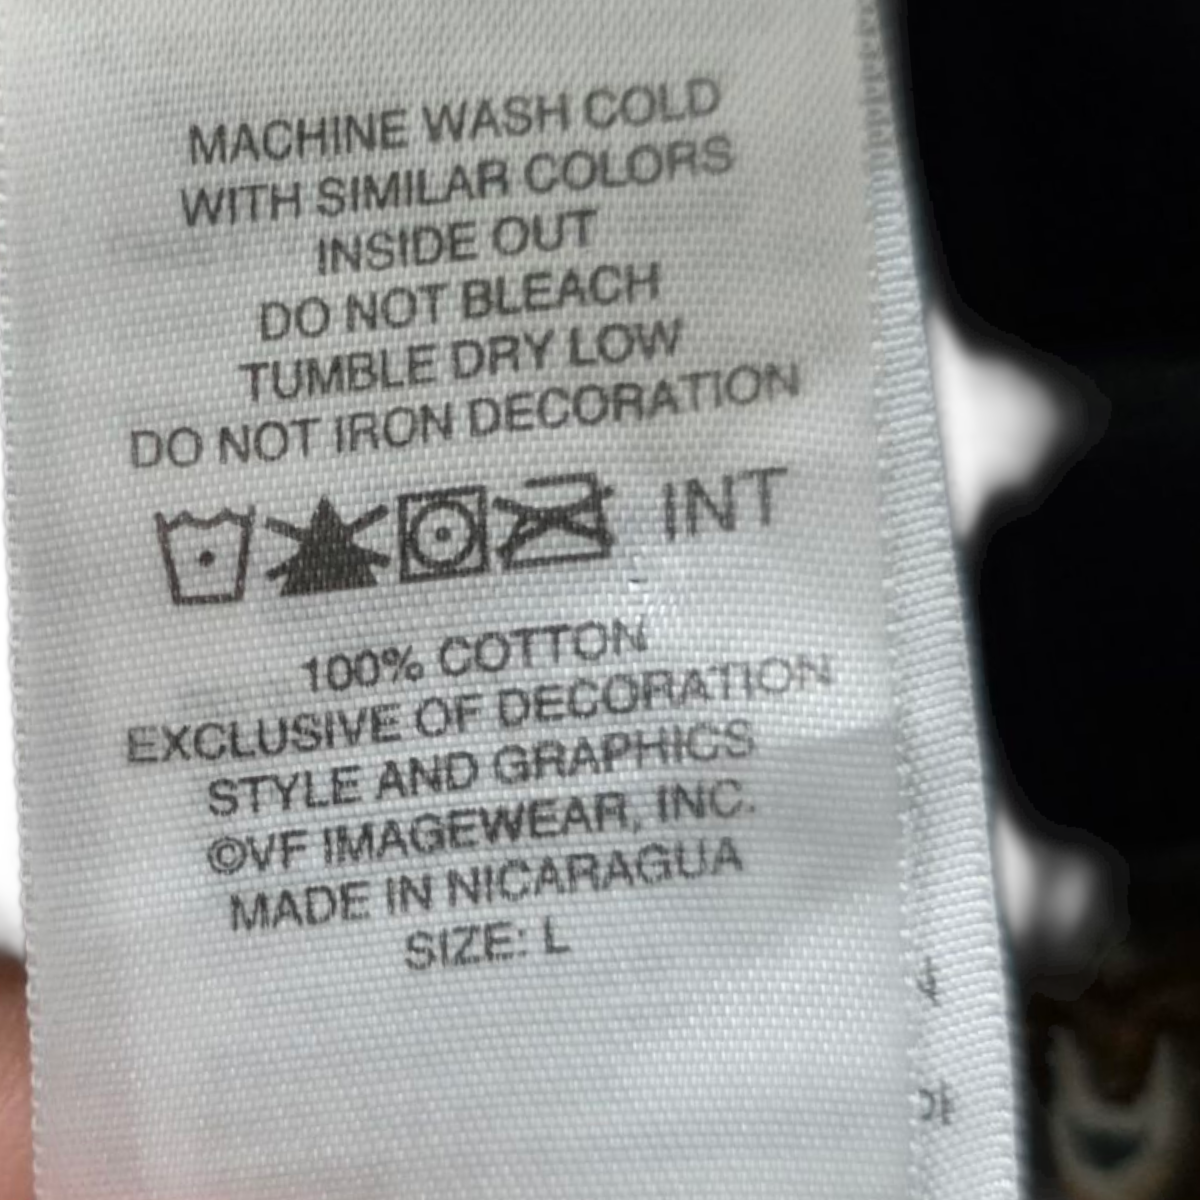 MACHINE WASH COLD
WITH SIMILAR COLORS
INSIDE OUT
DO NOT BLEACH
TUMBLE DRY LOW
DO NOT IRON DECORATION
INT
100% COTTON
EXCLUSIVE OF DECORATION
STYLE AND GRAPHICS
©VF IMAGEWEAR, INC.
MADE IN NICARAGUA
SIZE: L